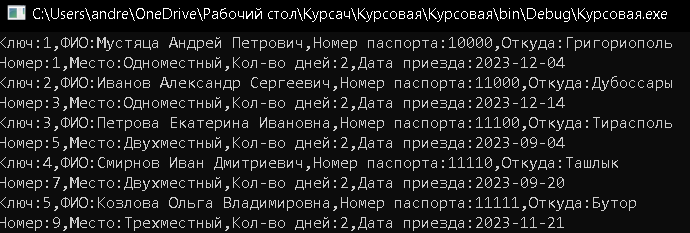 C:\Users\andre\OneDrive\Рабочий стол\Курсач\Курсовая\Курсовая\bin\Debug\Курсовая.exe
Ключ:1,ФИО:Мустяца Андрей Петрович,Номер паспорта:10000,Откуда:Григориополь
Номер:1,Место:Одноместный,Кол-во дней:2,Дата приезда:2023-12-04
Ключ:2,ФИО:Иванов Александр Сергеевич,Номер паспорта:11000,Откуда:Дубоссары
Номер:3,Место:Одноместный,Кол-во дней:2,Дата приезда:2023-12-14
Ключ:3,ФИО:Петрова Екатерина Ивановна,Номер паспорта:11100,Откуда:Тирасполь
Номер:5,Место:Двухместный,Кол-во дней:2,Дата приезда:2023-09-04
Ключ:4,ФИО:Смирнов Иван Дмитриевич,Номер паспорта:11110,Откуда:Ташлык
Номер:7,Место:Двухместный,Кол-во дней:2,Дата приезда:2023-09-20
Ключ:5,ФИО:Козлова Ольга Владимировна,Номер паспорта:11111,Откуда:Бутор
Номер:9,Место:Трехместный,Кол-во дней:2,Дата приезда:2023-11-21